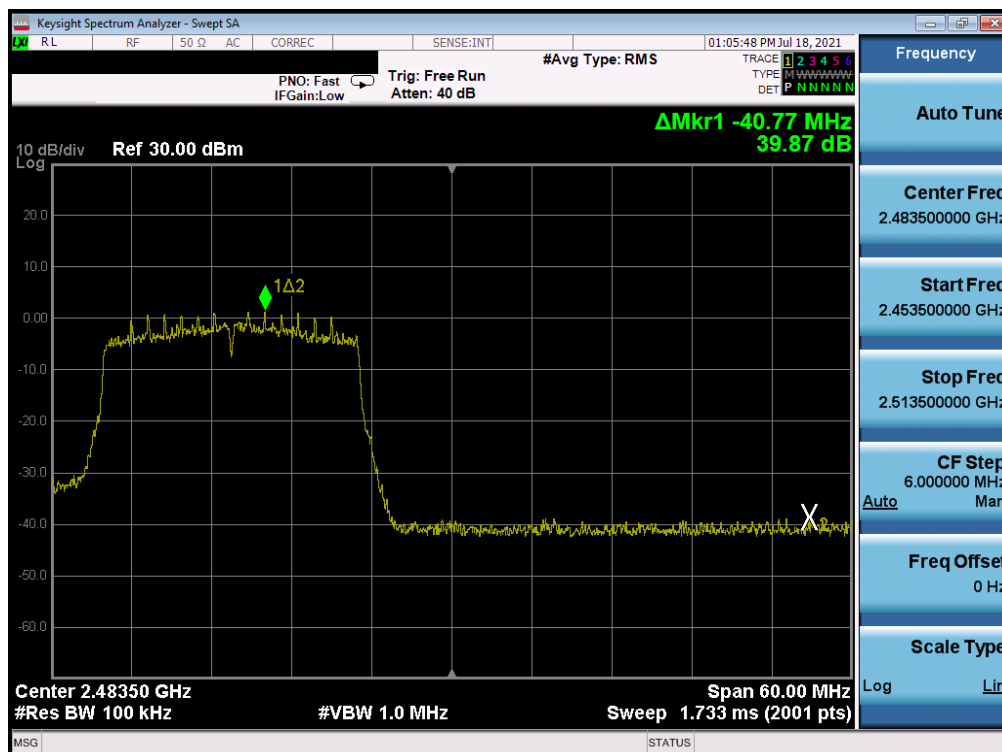 Keysight Spectrum Analyzer - Swept SA
LXI RL RF 50 Ω AC CORREC SENSE:INT 01:05:48 PM Jul 18, 2021
#Avg Type: RMS
TRACE 1 2 3 4 5 6
TYPE M W W W W W
DET P N N N N N
PNO: Fast
IFGain:Low
Trig: Free Run
Atten: 40 dB
ΔMkr1 -40.77 MHz
39.87 dB
10 dB/div Ref 30.00 dBm
Log
20.0
10.0
0.00
-10.0
-20.0
-30.0
-40.0
-50.0
-60.0
1Δ2
X2
Center 2.48350 GHz Span 60.00 MHz
#Res BW 100 kHz #VBW 1.0 MHz Sweep 1.733 ms (2001 pts)
MSG STATUS
Frequency
Auto Tune
Center Freq
2.483500000 GHz
Start Freq
2.453500000 GHz
Stop Freq
2.513500000 GHz
CF Step
6.000000 MHz
Auto Man
Freq Offset
0 Hz
Scale Type
Log Lin